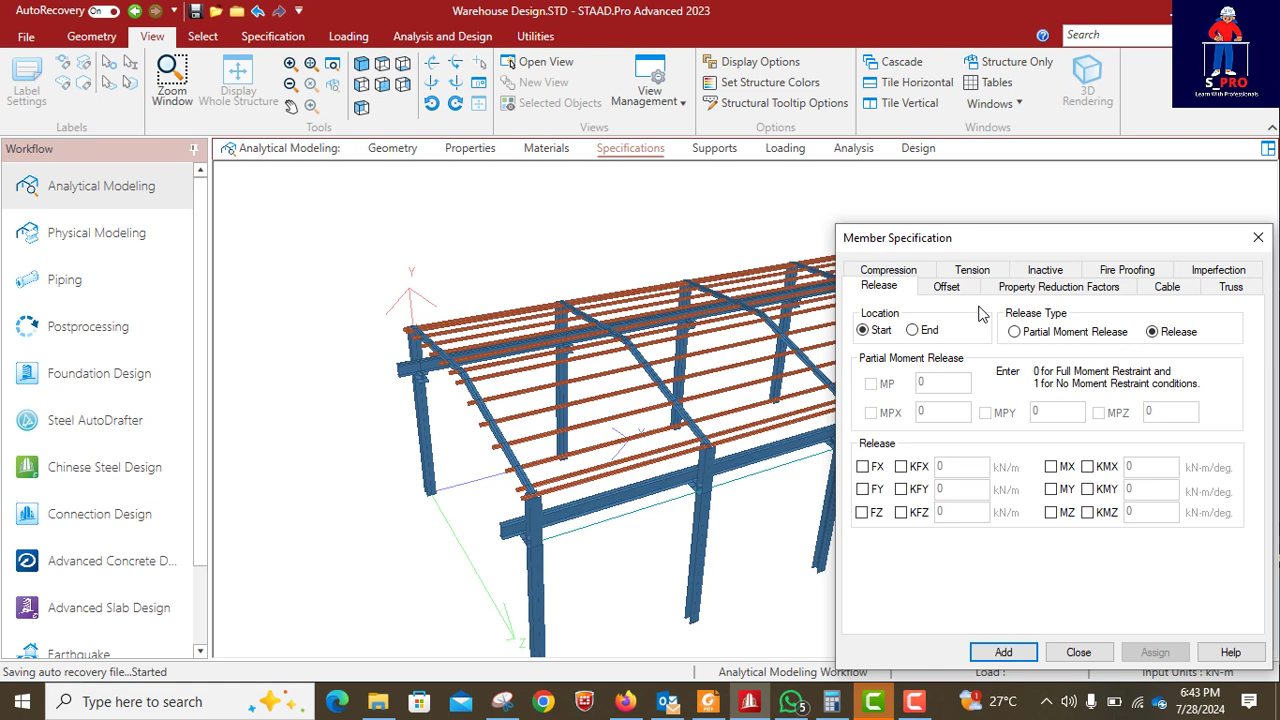 AutoRecovery On
Warehouse Design.STD - STAAD.Pro Advanced 2023
File Geometry View Select Specification Loading Analysis and Design Utilities
Search
Label Settings
Labels
Zoom Window
Display Whole Structure
Tools
Open View
New View
Selected Objects
View Management
Views
Display Options
Set Structure Colors
Structural Tooltip Options
Options
Cascade
Tile Horizontal
Tile Vertical
Structure Only
Tables
Windows
Windows
3D Rendering
S_PRO
Learn With Professionals
Workflow
Analytical Modeling: Geometry Properties Materials Specifications Supports Loading Analysis Design
Analytical Modeling
Physical Modeling
Piping
Postprocessing
Foundation Design
Steel AutoDrafter
Chinese Steel Design
Connection Design
Advanced Concrete D...
Advanced Slab Design
Earthquake
Y
X
Z
Member Specification
Compression Tension Inactive Fire Proofing Imperfection
Release Offset Property Reduction Factors Cable Truss
Location
Start End
Release Type
Partial Moment Release Release
Partial Moment Release
MP 0
Enter 0 for Full Moment Restraint and
1 for No Moment Restraint conditions.
MPX 0 MPY 0 MPZ 0
Release
FX KFX 0 kN/m MX KMX 0 kN-m/deg.
FY KFY 0 kN/m MY KMY 0 kN-m/deg.
FZ KFZ 0 kN/m MZ KMZ 0 kN-m/deg.
Add Close Assign Help
Saving auto recovery file...Started
Analytical Modeling Workflow
Load :
Input Units : kN-m
Type here to search
5
27°C
6:43 PM
7/28/2024